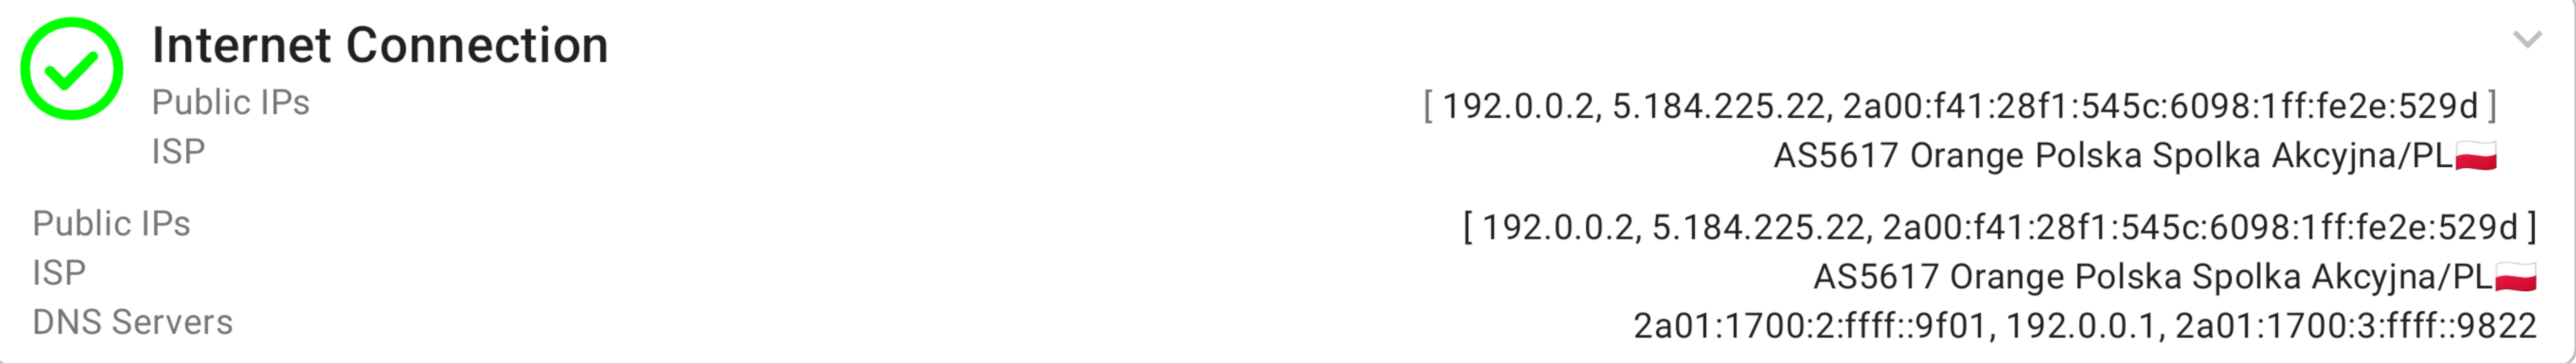 Internet Connection
Public IPs [ 192.0.0.2, 5.184.225.22, 2a00:f41:28f1:545c:6098:1ff:fe2e:529d ]
ISP AS5617 Orange Polska Spolka Akcyjna/PL🇵🇱
Public IPs [ 192.0.0.2, 5.184.225.22, 2a00:f41:28f1:545c:6098:1ff:fe2e:529d ]
ISP AS5617 Orange Polska Spolka Akcyjna/PL🇵🇱
DNS Servers 2a01:1700:2:ffff::9f01, 192.0.0.1, 2a01:1700:3:ffff::9822